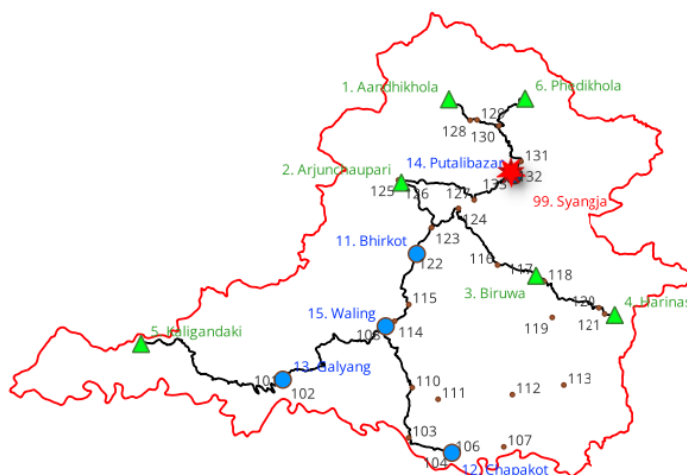 1. Aandhikhola
6. Phedikhola
129
128
130
14. Putalibazar
131
132
2. Arjunchaupari
125
126
127
133
99. Syangja
124
123
11. Bhirkot
122
116
117
118
3. Biruwa
115
15. Waling
114
120
4. Harinas
119
121
5. Kaligandaki
13. Galyang
101
102
110
111
112
113
103
106
107
104
12. Chapakot